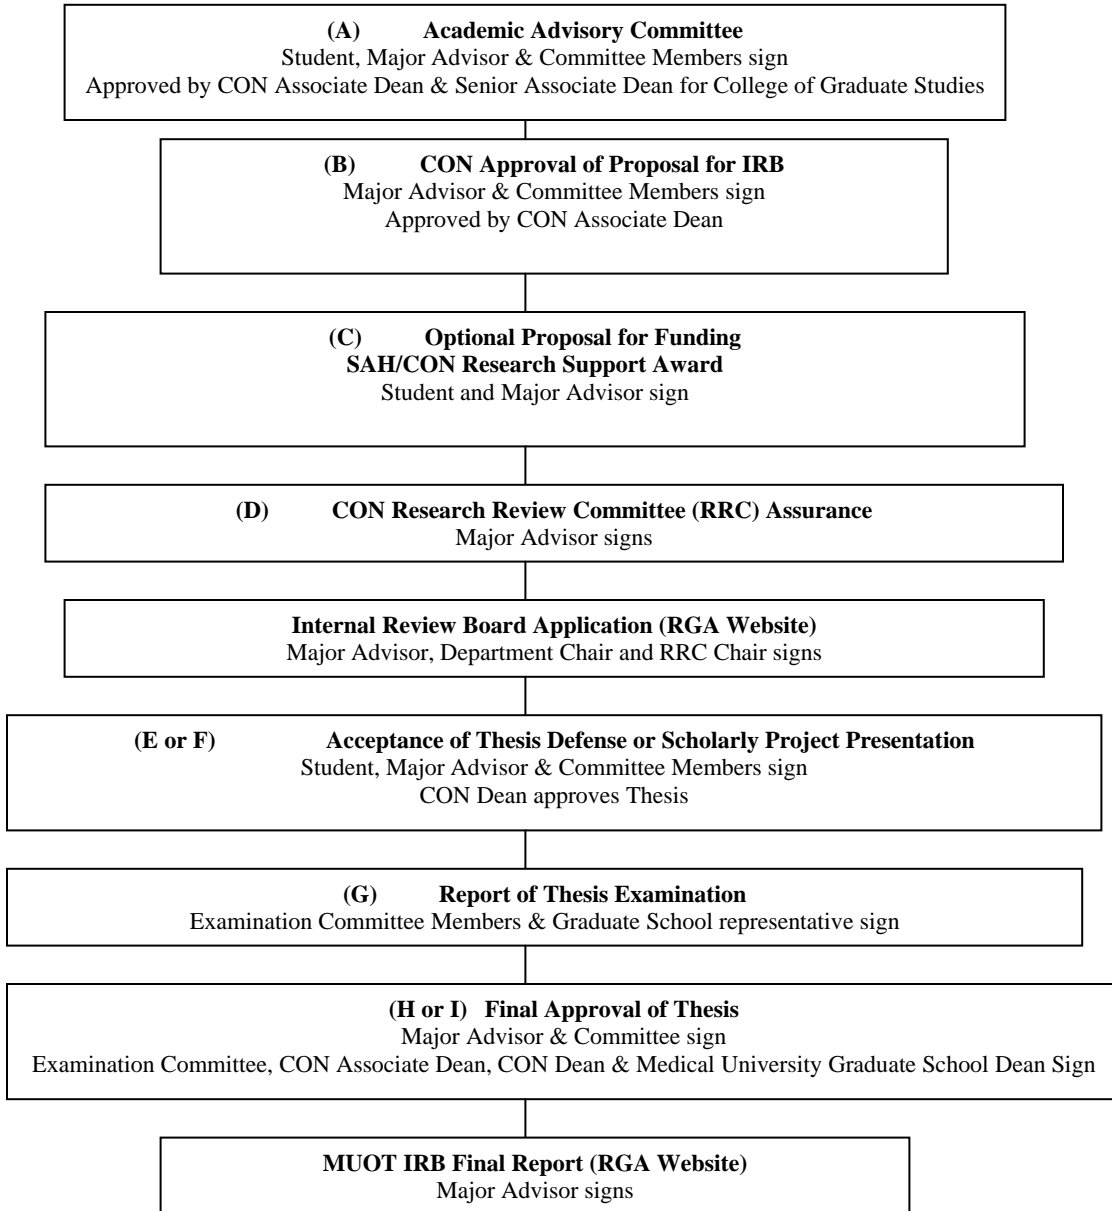 (A) Academic Advisory Committee
Student, Major Advisor & Committee Members sign
Approved by CON Associate Dean & Senior Associate Dean for College of Graduate Studies
(B) CON Approval of Proposal for IRB
Major Advisor & Committee Members sign
Approved by CON Associate Dean
(C) Optional Proposal for Funding
SAH/CON Research Support Award
Student and Major Advisor sign
(D) CON Research Review Committee (RRC) Assurance
Major Advisor signs
Internal Review Board Application (RGA Website)
Major Advisor, Department Chair and RRC Chair signs
(E or F) Acceptance of Thesis Defense or Scholarly Project Presentation
Student, Major Advisor & Committee Members sign
CON Dean approves Thesis
(G) Report of Thesis Examination
Examination Committee Members & Graduate School representative sign
(H or I) Final Approval of Thesis
Major Advisor & Committee sign
Examination Committee, CON Associate Dean, CON Dean & Medical University Graduate School Dean Sign
MUOT IRB Final Report (RGA Website)
Major Advisor signs